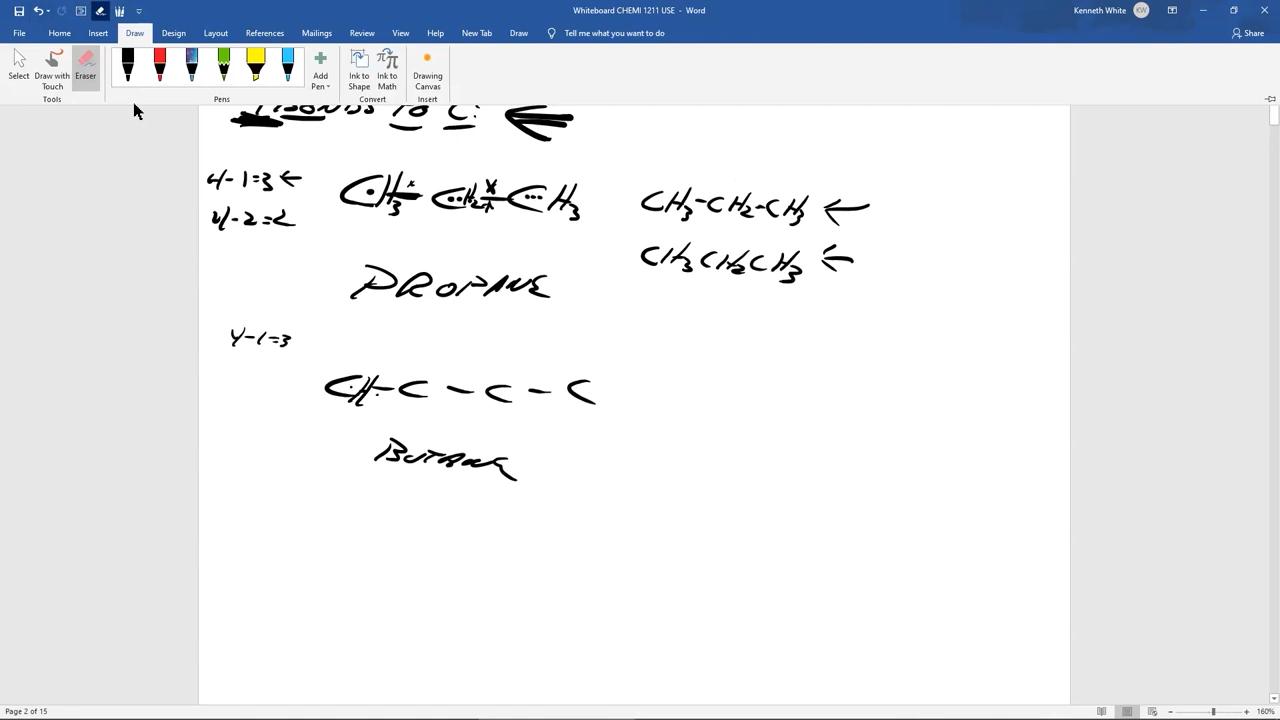 Whiteboard CHEMI 1211 USE - Word
Kenneth White KW
File Home Insert Draw Design Layout References Mailings Review View Help New Tab Draw Tell me what you want to do Share
Select Draw with Touch Eraser Add Pen Ink to Shape Ink to Math Drawing Canvas
Tools Pens Convert Insert
TO C:
4-1=3 ←
4-2=2
CH3 - CH2 - CH3
CH3-CH2-CH3 ←
CH3CH2CH3 ←
PROPANE
4-1=3
CH - C - C - C
BUTANE
Page 2 of 15
160%